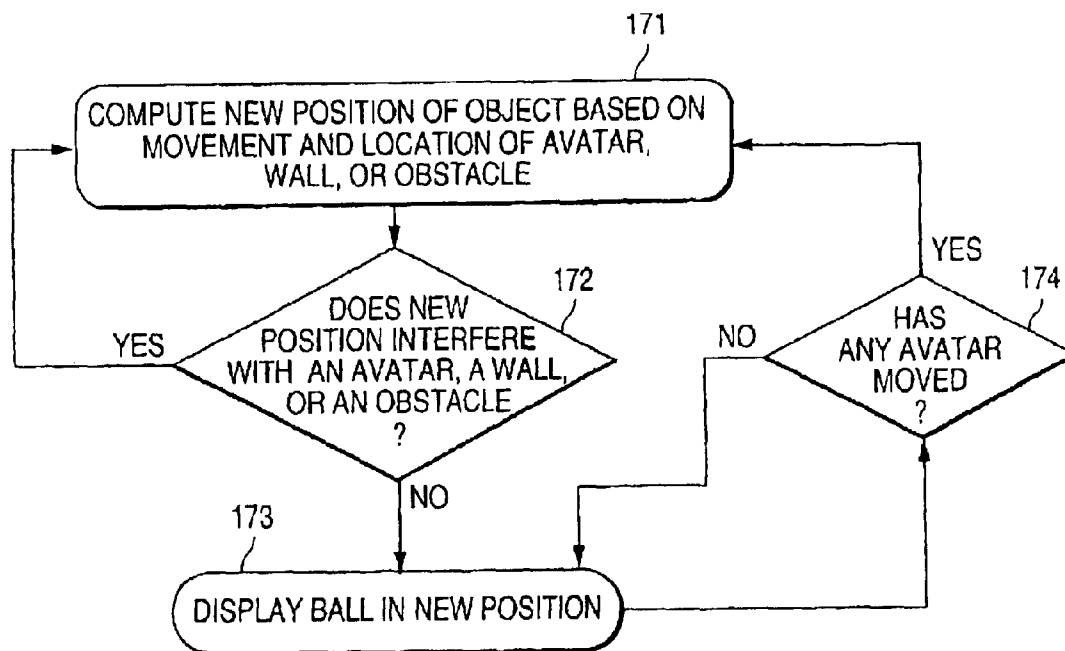 171
COMPUTE NEW POSITION OF OBJECT BASED ON
MOVEMENT AND LOCATION OF AVATAR,
WALL, OR OBSTACLE
172
DOES NEW
POSITION INTERFERE
WITH AN AVATAR, A WALL,
OR AN OBSTACLE
?
YES
NO
173
DISPLAY BALL IN NEW POSITION
174
HAS
ANY AVATAR
MOVED
?
YES
NO